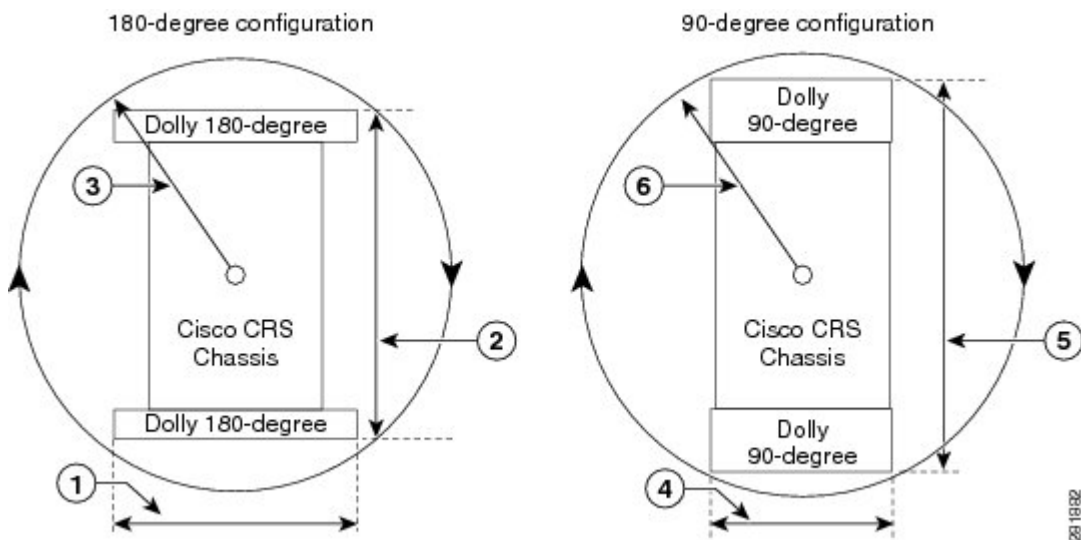 180-degree configuration
Dolly 180-degree
3
Cisco CRS
Chassis
2
Dolly 180-degree
1
90-degree configuration
Dolly
90-degree
6
Cisco CRS
Chassis
5
Dolly
90-degree
4
281882